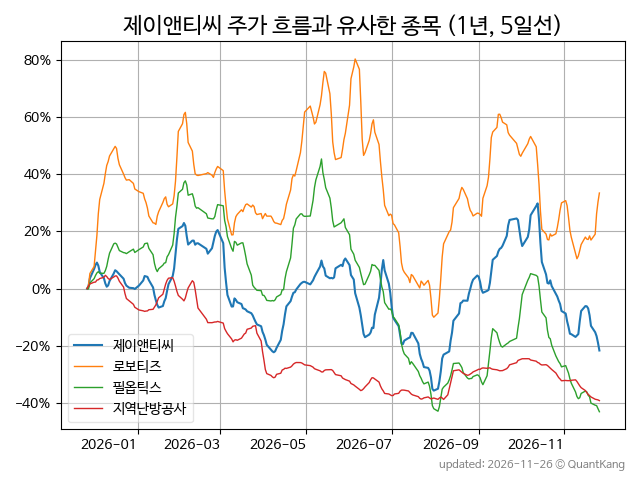 제이앤티씨 주가 흐름과 유사한 종목 (1년, 5일선)
80%
60%
40%
20%
0%
−20%
−40%
제이앤티씨
로보티즈
필옵틱스
지역난방공사
2026-01 2026-03 2026-05 2026-07 2026-09 2026-11
updated: 2026-11-26 © QuantKang